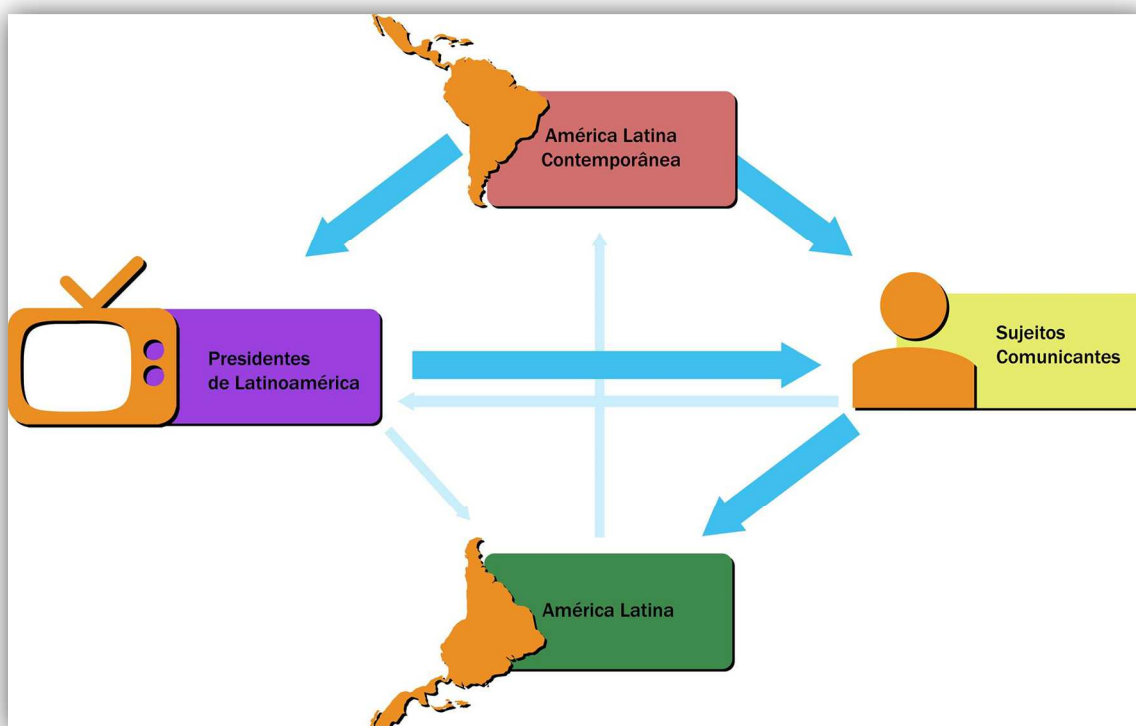 América Latina
Contemporânea
Presidentes
de Latinoamérica
Sujeitos
Comunicantes
América Latina